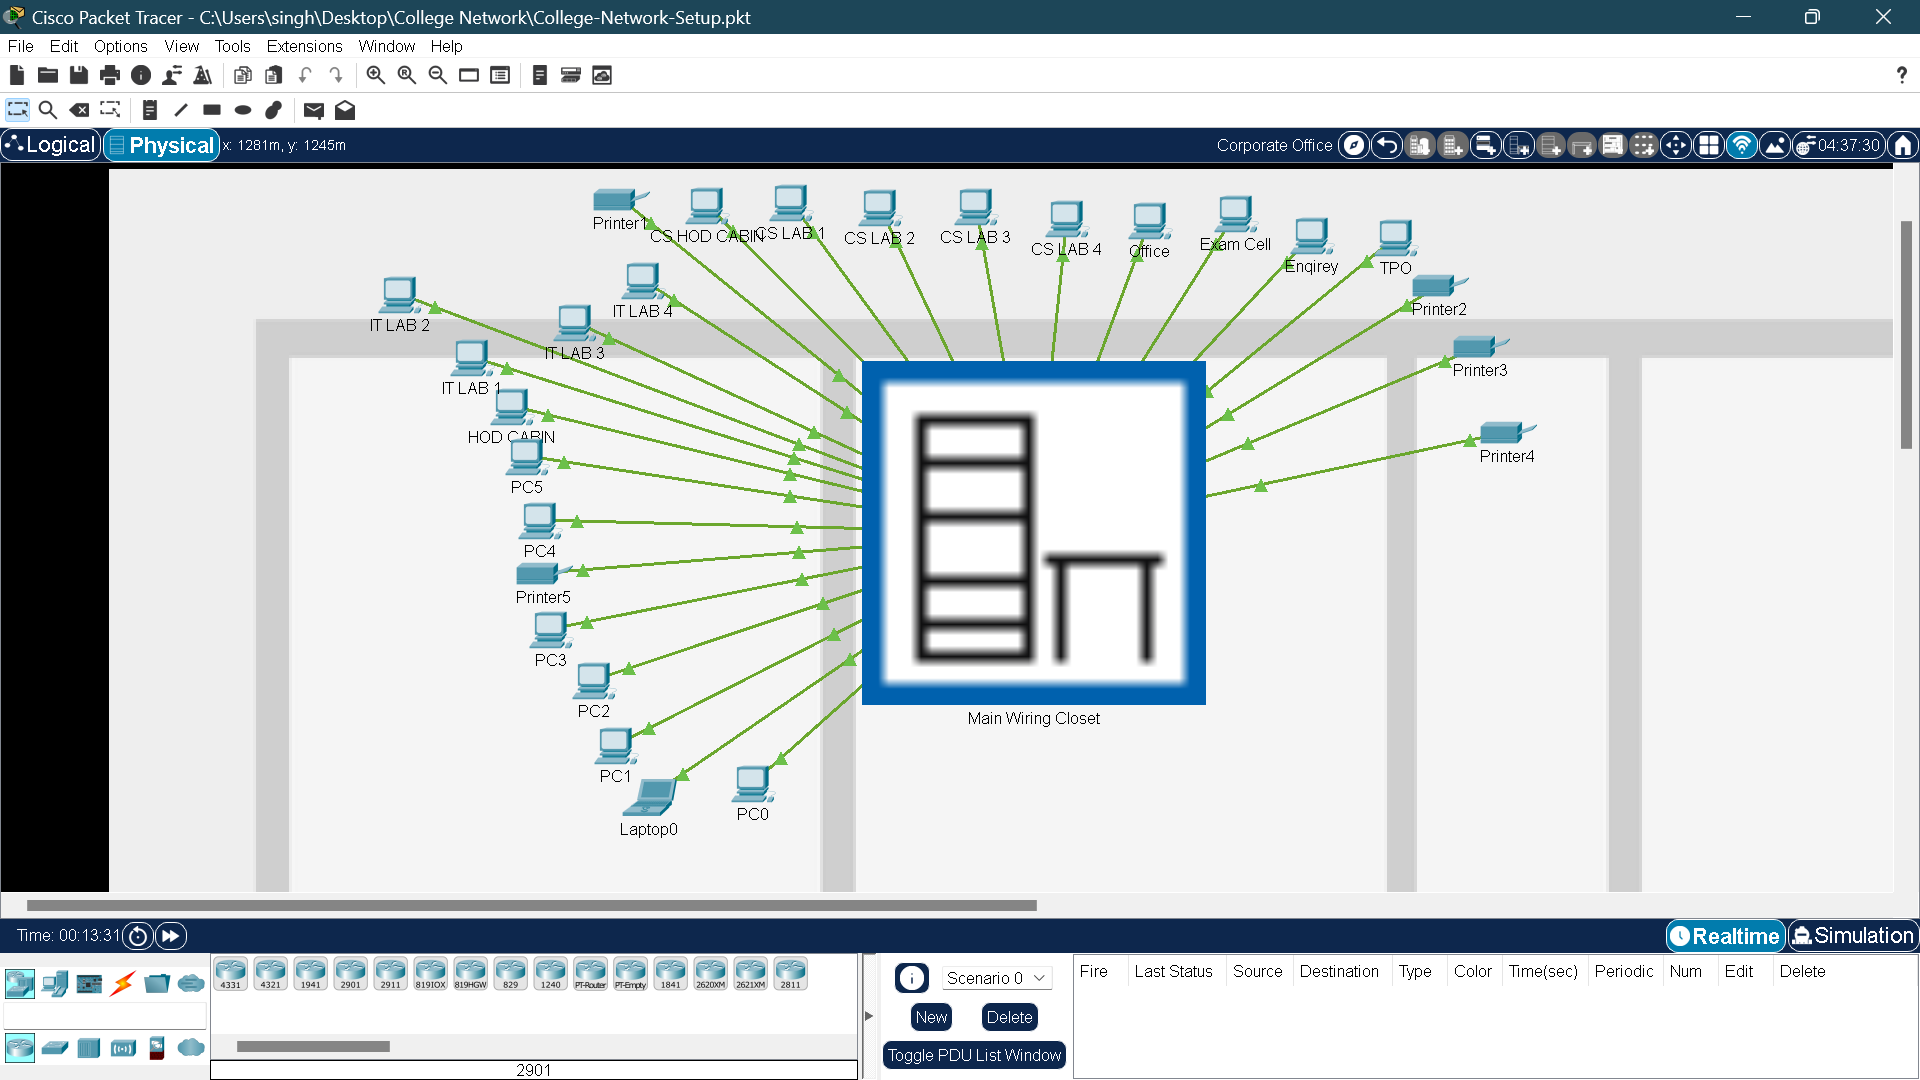 Cisco Packet Tracer - C:\Users\singh\Desktop\College Network\College-Network-Setup.pkt
File Edit Options View Tools Extensions Window Help
Logical Physical x: 1281m, y: 1245m Corporate Office 04:37:30
Printer1
CS HOD CABIN
CS LAB 1
CS LAB 2
CS LAB 3
CS LAB 4
Office
Exam Cell
Enqirey
TPO
Printer2
IT LAB 4
IT LAB 2
IT LAB 3
Printer3
IT LAB 1
HOD CABIN
Printer4
PC5
PC4
Printer5
PC3
PC2
Main Wiring Closet
PC1
PC0
Laptop0
Time: 00:13:31 Realtime Simulation
4331 4321 1941 2901 2911 819IOX 819HGW 829 1240 PT-Router PT-Empty 1841 2620XM 2621XM 2811
Scenario 0
New Delete
Toggle PDU List Window
Fire Last Status Source Destination Type Color Time(sec) Periodic Num Edit Delete
2901